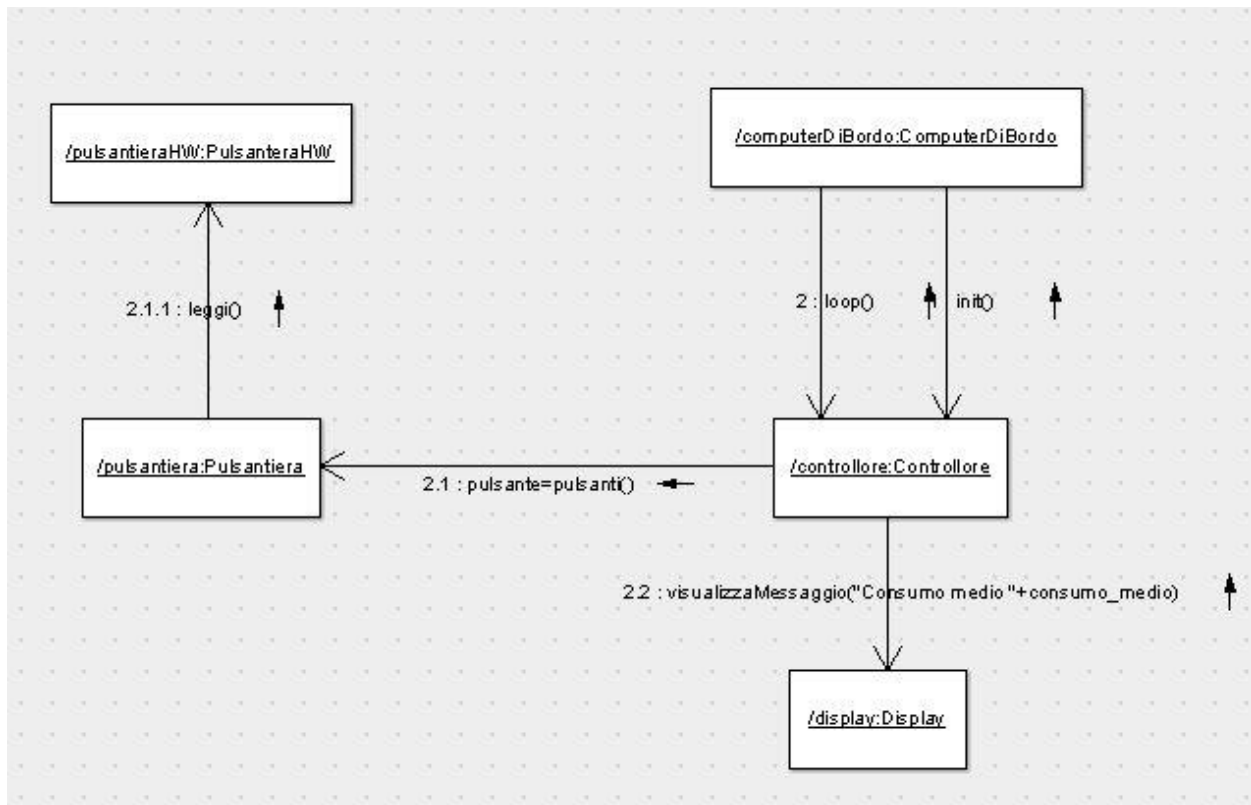 /computerDiBordo:ComputerDiBordo
/pulsantieraHW:PulsanteraHW
2 : loop()
init()
2.1.1 : leggi()
/pulsantiera:Pulsantiera
/controllore:Controllore
2.1 : pulsante=pulsanti()
2.2 : visualizzaMessaggio("Consumo medio "+consumo_medio)
/display:Display